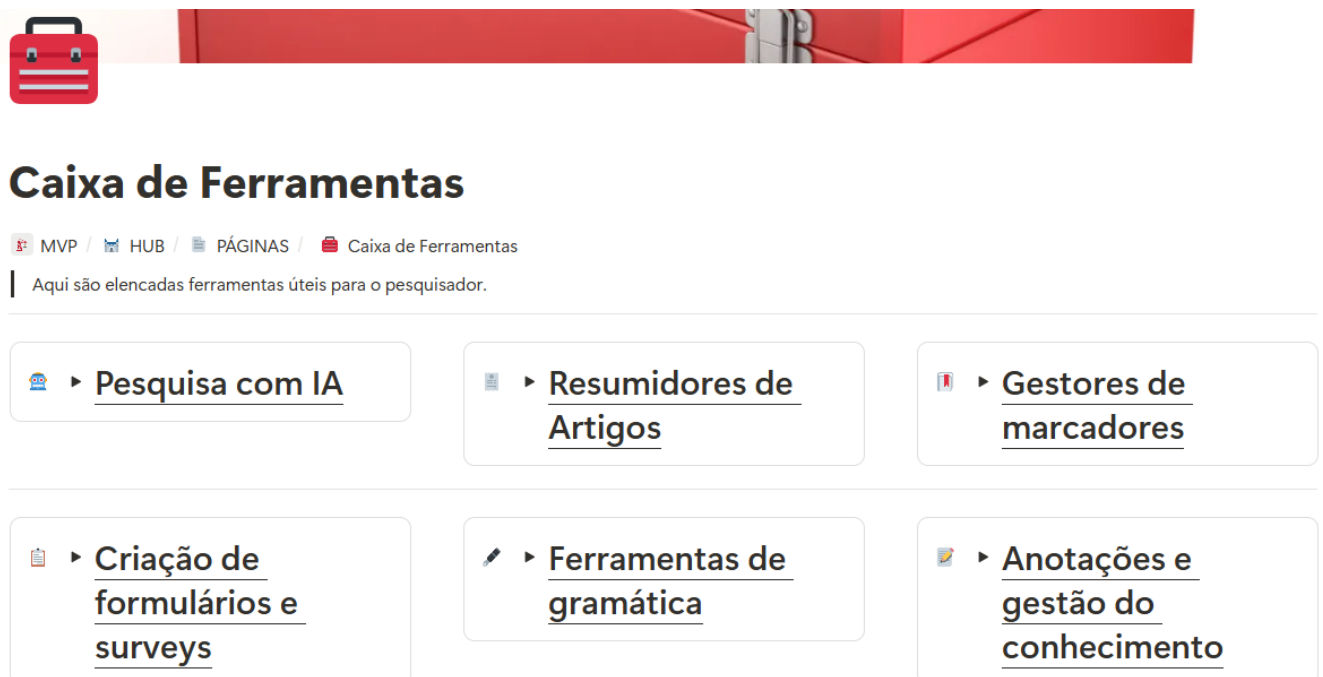 Caixa de Ferramentas
MVP / HUB / PÁGINAS / Caixa de Ferramentas
Aqui são elencadas ferramentas úteis para o pesquisador.
Pesquisa com IA
Resumidores de
Artigos
Gestores de
marcadores
Criação de
formulários e
surveys
Ferramentas de
gramática
Anotações e
gestão do
conhecimento